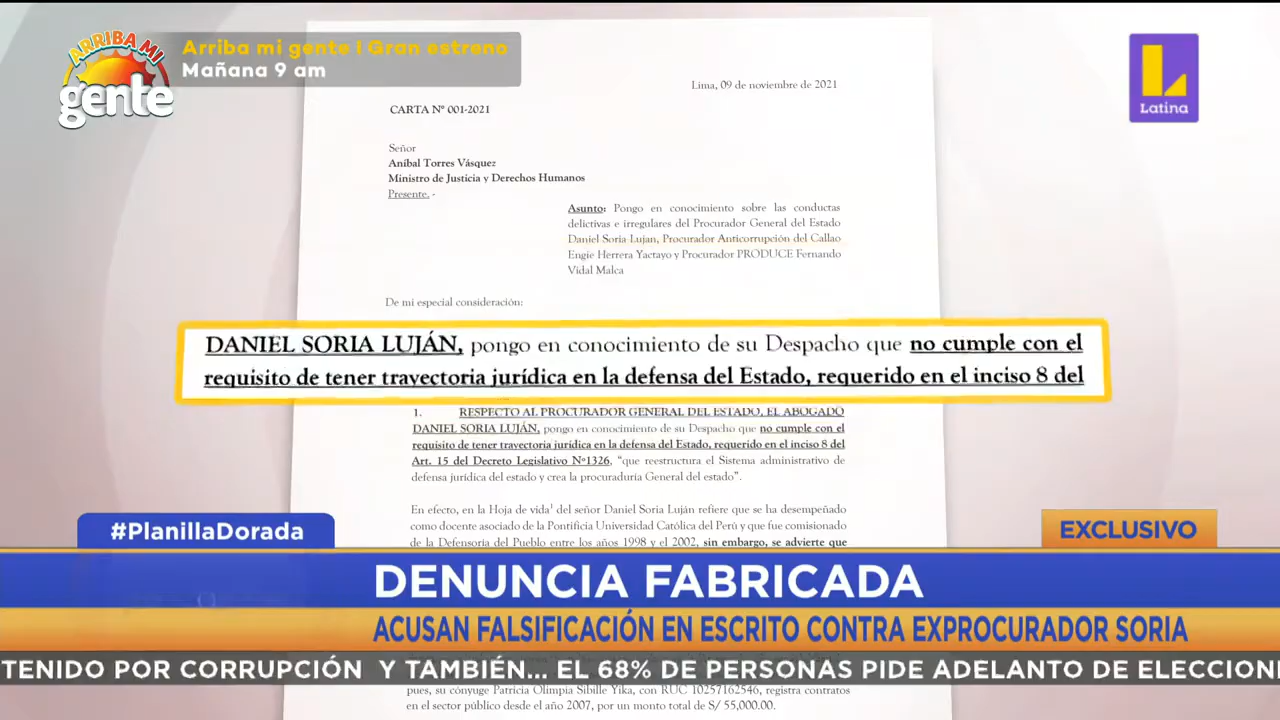 ARRIBA MI
gente
Arriba mi gente | Gran estreno
Mañana 9 am
Latina
Lima, 09 de noviembre de 2021
CARTA Nº 001-2021
Señor
Aníbal Torres Vásquez
Ministro de Justicia y Derechos Humanos
Presente. -
Asunto: Pongo en conocimiento sobre las conductas
delictivas e irregulares del Procurador General del Estado
Daniel Soria Lujan, Procurador Anticorrupción del Callao
Engie Herrera Yactayo y Procurador PRODUCE Fernando
Vidal Malca
De mi especial consideración:
DANIEL SORIA LUJÁN, pongo en conocimiento de su Despacho que no cumple con el
requisito de tener trayectoria jurídica en la defensa del Estado, requerido en el inciso 8 del
1. RESPECTO AL PROCURADOR GENERAL DEL ESTADO, EL ABOGADO
DANIEL SORIA LUJÁN, pongo en conocimiento de su Despacho que no cumple con el
requisito de tener trayectoria jurídica en la defensa del Estado, requerido en el inciso 8 del
Art. 15 del Decreto Legislativo Nº1326, “que reestructura el Sistema administrativo de
defensa jurídica del estado y crea la procuraduría General del estado”.
En efecto, en la Hoja de vida¹ del señor Daniel Soria Luján refiere que se ha desempeñado
como docente asociado de la Pontificia Universidad Católica del Perú y que fue comisionado
de la Defensoría del Pueblo entre los años 1998 y el 2002, sin embargo, se advierte que
#PlanillaDorada
EXCLUSIVO
DENUNCIA FABRICADA
ACUSAN FALSIFICACIÓN EN ESCRITO CONTRA EXPROCURADOR SORIA
TENIDO POR CORRUPCIÓN Y TAMBIÉN... EL 68% DE PERSONAS PIDE ADELANTO DE ELECCION
pues, su cónyuge Patricia Olimpia Sibille Yika, con RUC 10257162546, registra contratos
en el sector público desde el año 2007, por un monto total de S/ 55,000.00.